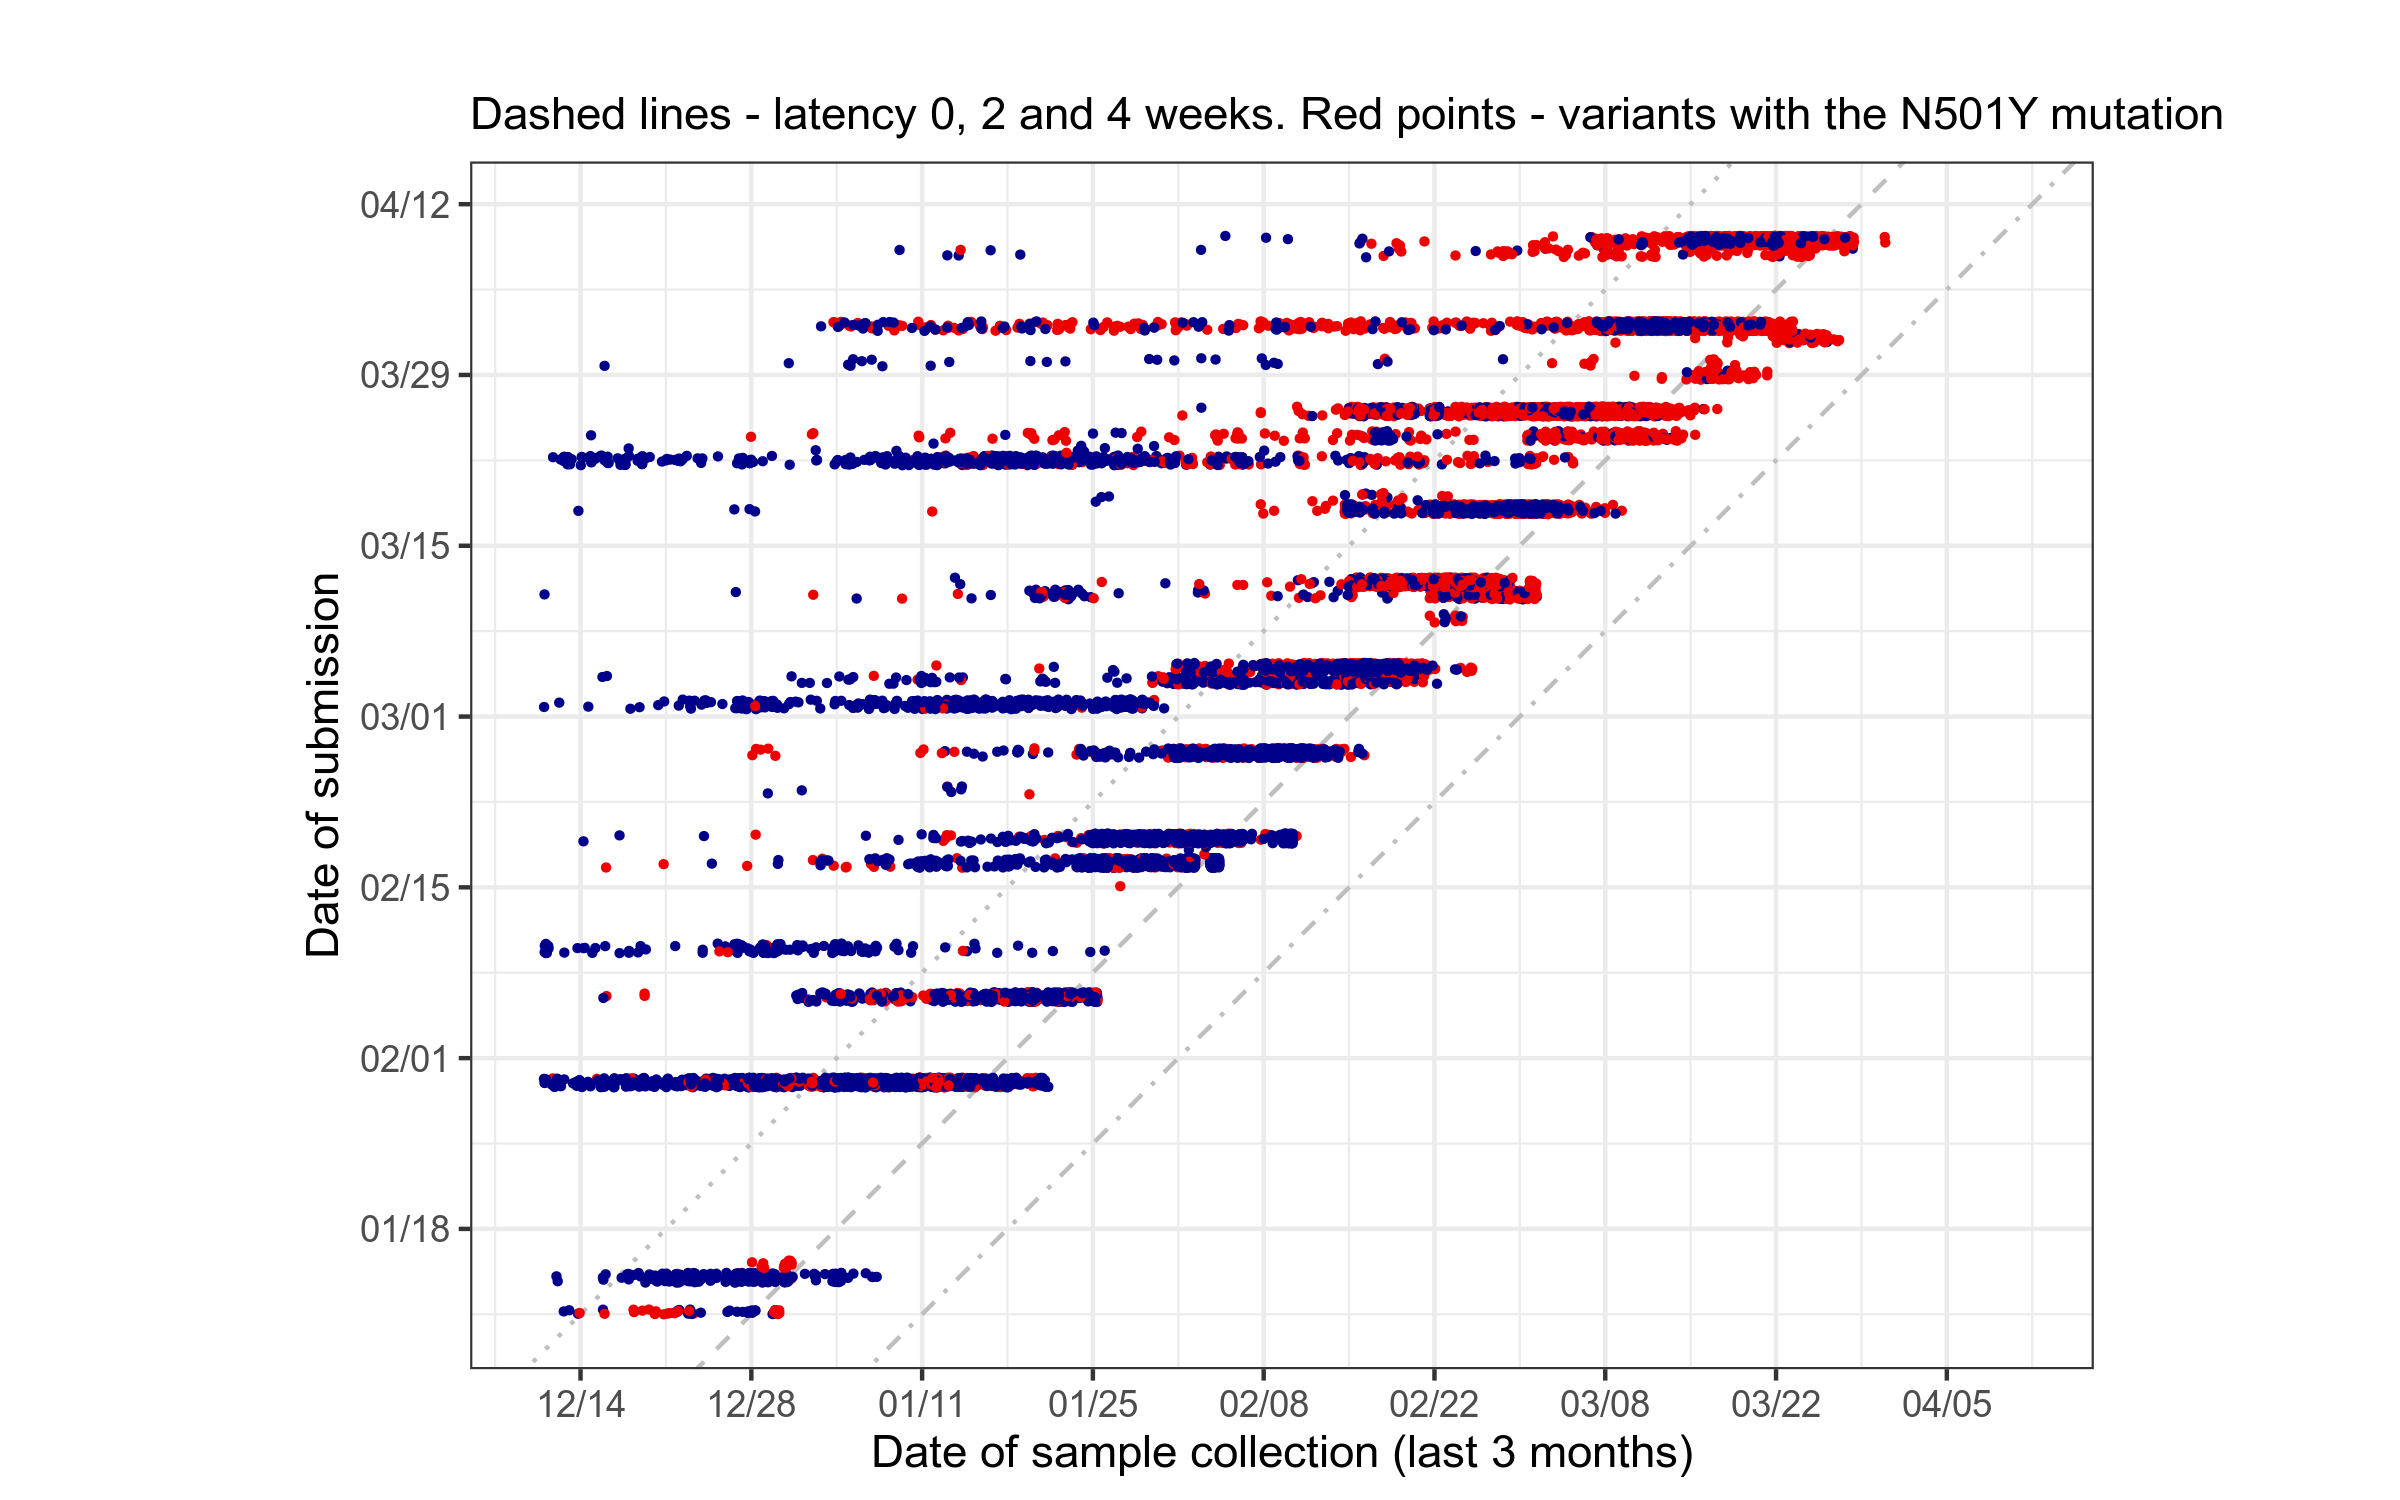 Dashed lines - latency 0, 2 and 4 weeks. Red points - variants with the N501Y mutation
Date of submission
04/12
03/29
03/15
03/01
02/15
02/01
01/18
12/14 12/28 01/11 01/25 02/08 02/22 03/08 03/22 04/05
Date of sample collection (last 3 months)